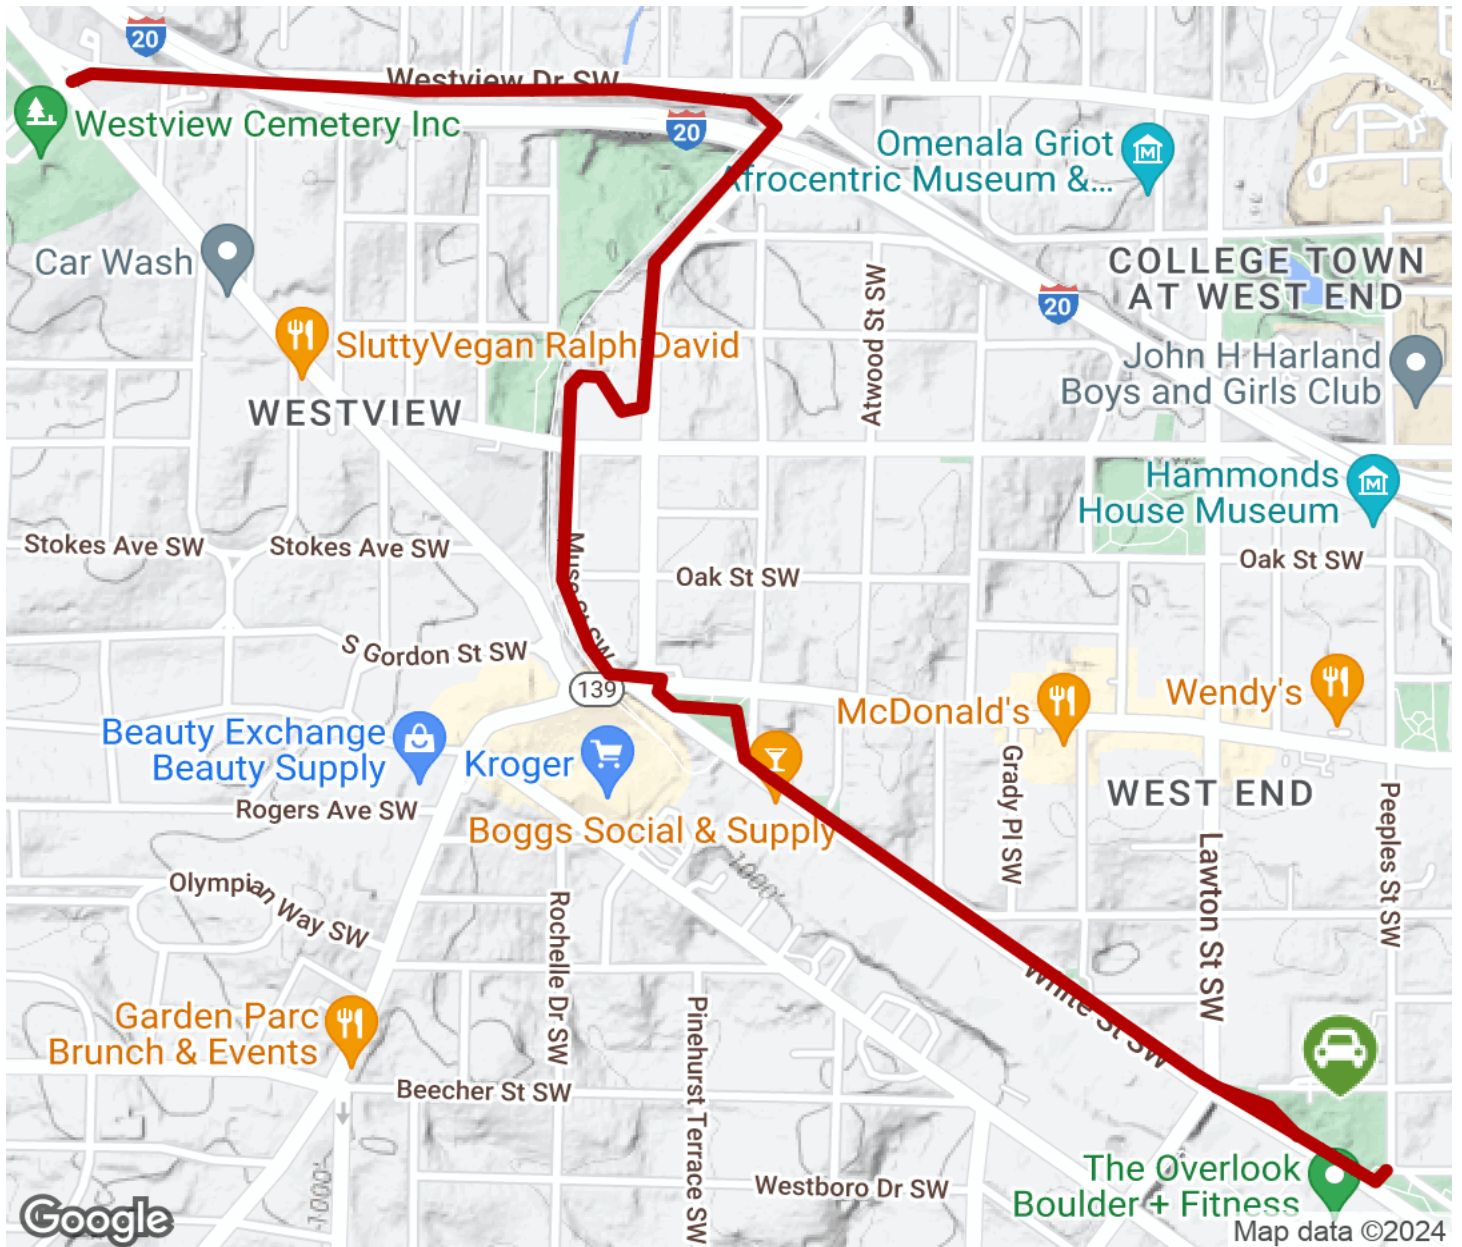 20
Westview Dr SW
Westview Cemetery Inc
20
Omenala Griot
Afrocentric Museum &...
Car Wash
COLLEGE TOWN
AT WEST END
20
Atwood St SW
SluttyVegan Ralph David
John H Harland
Boys and Girls Club
WESTVIEW
Hammonds
House Museum
Stokes Ave SW
Stokes Ave SW
Muse St SW
Oak St SW
Oak St SW
S Gordon St SW
139
McDonald's
Wendy's
Beauty Exchange
Beauty Supply
Kroger
Grady Pl SW
WEST END
Peeples St SW
Rogers Ave SW
Boggs Social & Supply
1000'
Lawton St SW
Olympian Way SW
Rochelle Dr SW
White St SW
Garden Parc
Brunch & Events
Pinehurst Terrace SW
Beecher St SW
1000'
Westboro Dr SW
The Overlook
Boulder + Fitness
Google
Map data ©2024